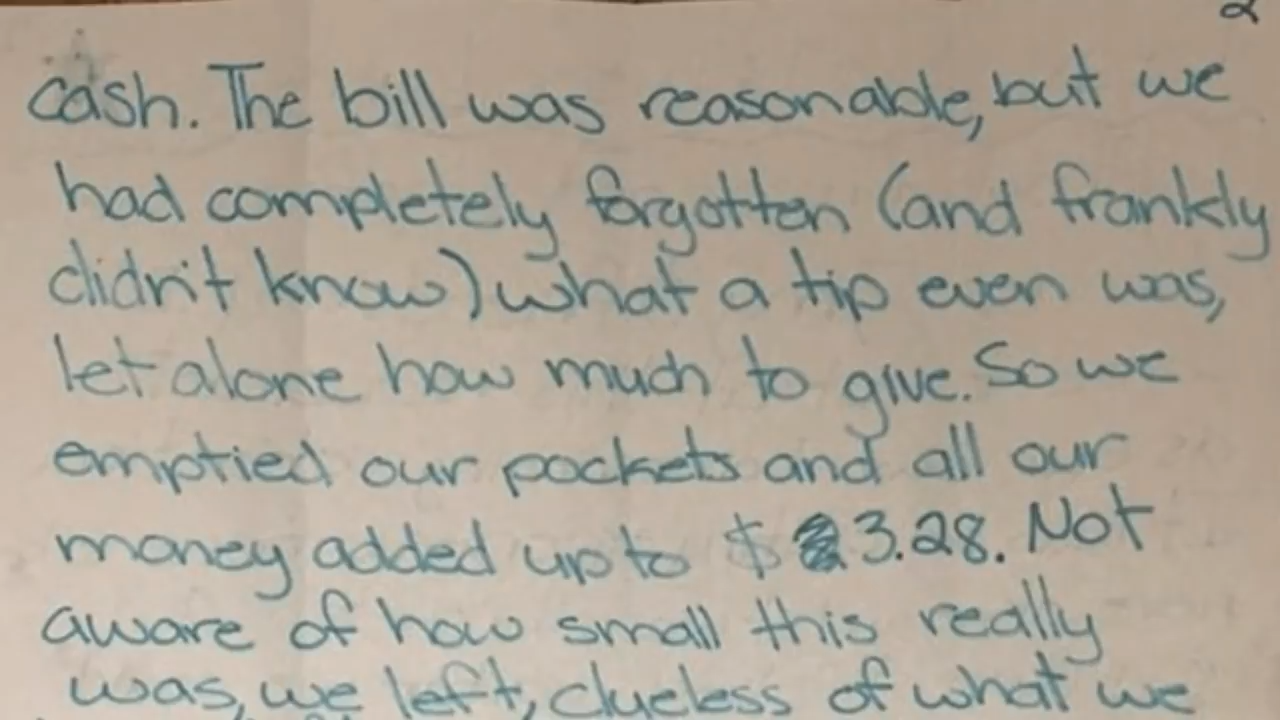 2
cash. The bill was reasonable, but we
had completely forgotten (and frankly
didn't know) what a tip even was,
let alone how much to give. So we
emptied our pockets and all our
money added up to $ 3.28. Not
aware of how small this really
was, we left, clueless of what we